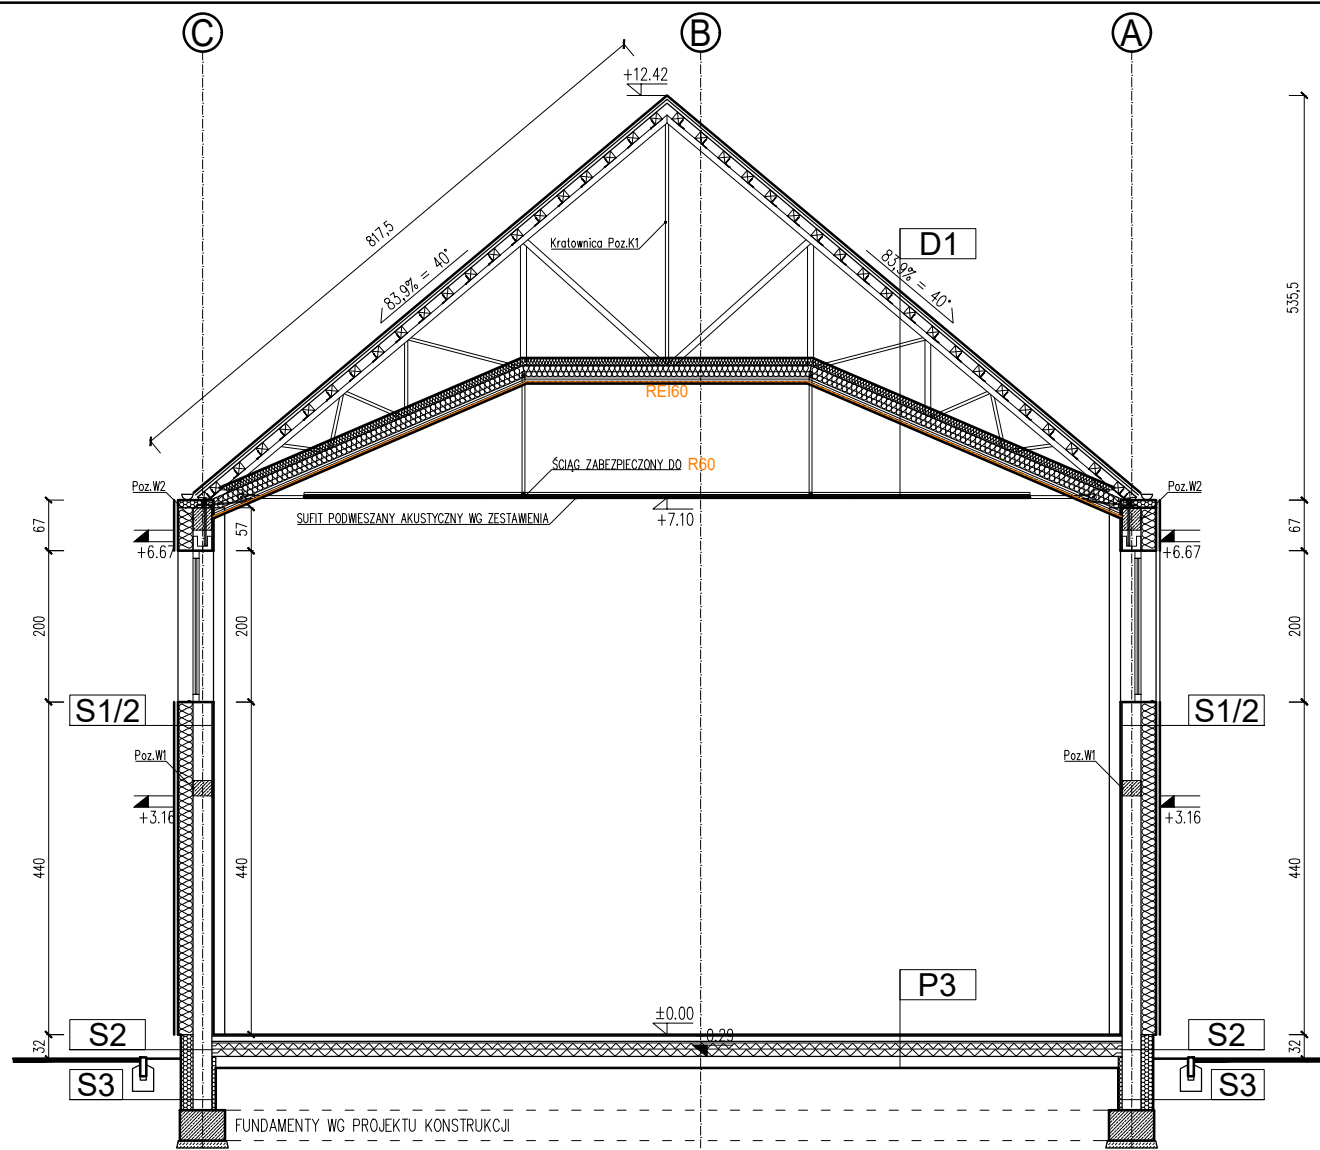 C
B
A
+12.42
817,5
83,9% = 40°
Kratownica Poz.K1
D1
83,9% = 40°
535,5
REI60
ŚCIĄG ZABEZPIECZONY DO R60
Poz.W2
Poz.W2
SUFIT PODWIESZANY AKUSTYCZNY WG ZESTAWIENIA
+7.10
67
57
67
+6.67
+6.67
200
200
200
S1/2
S1/2
Poz.W1
Poz.W1
+3.16
+3.16
440
440
440
P3
±0.00
S2
S2
32
32
S3
S3
FUNDAMENTY WG PROJEKTU KONSTRUKCJI